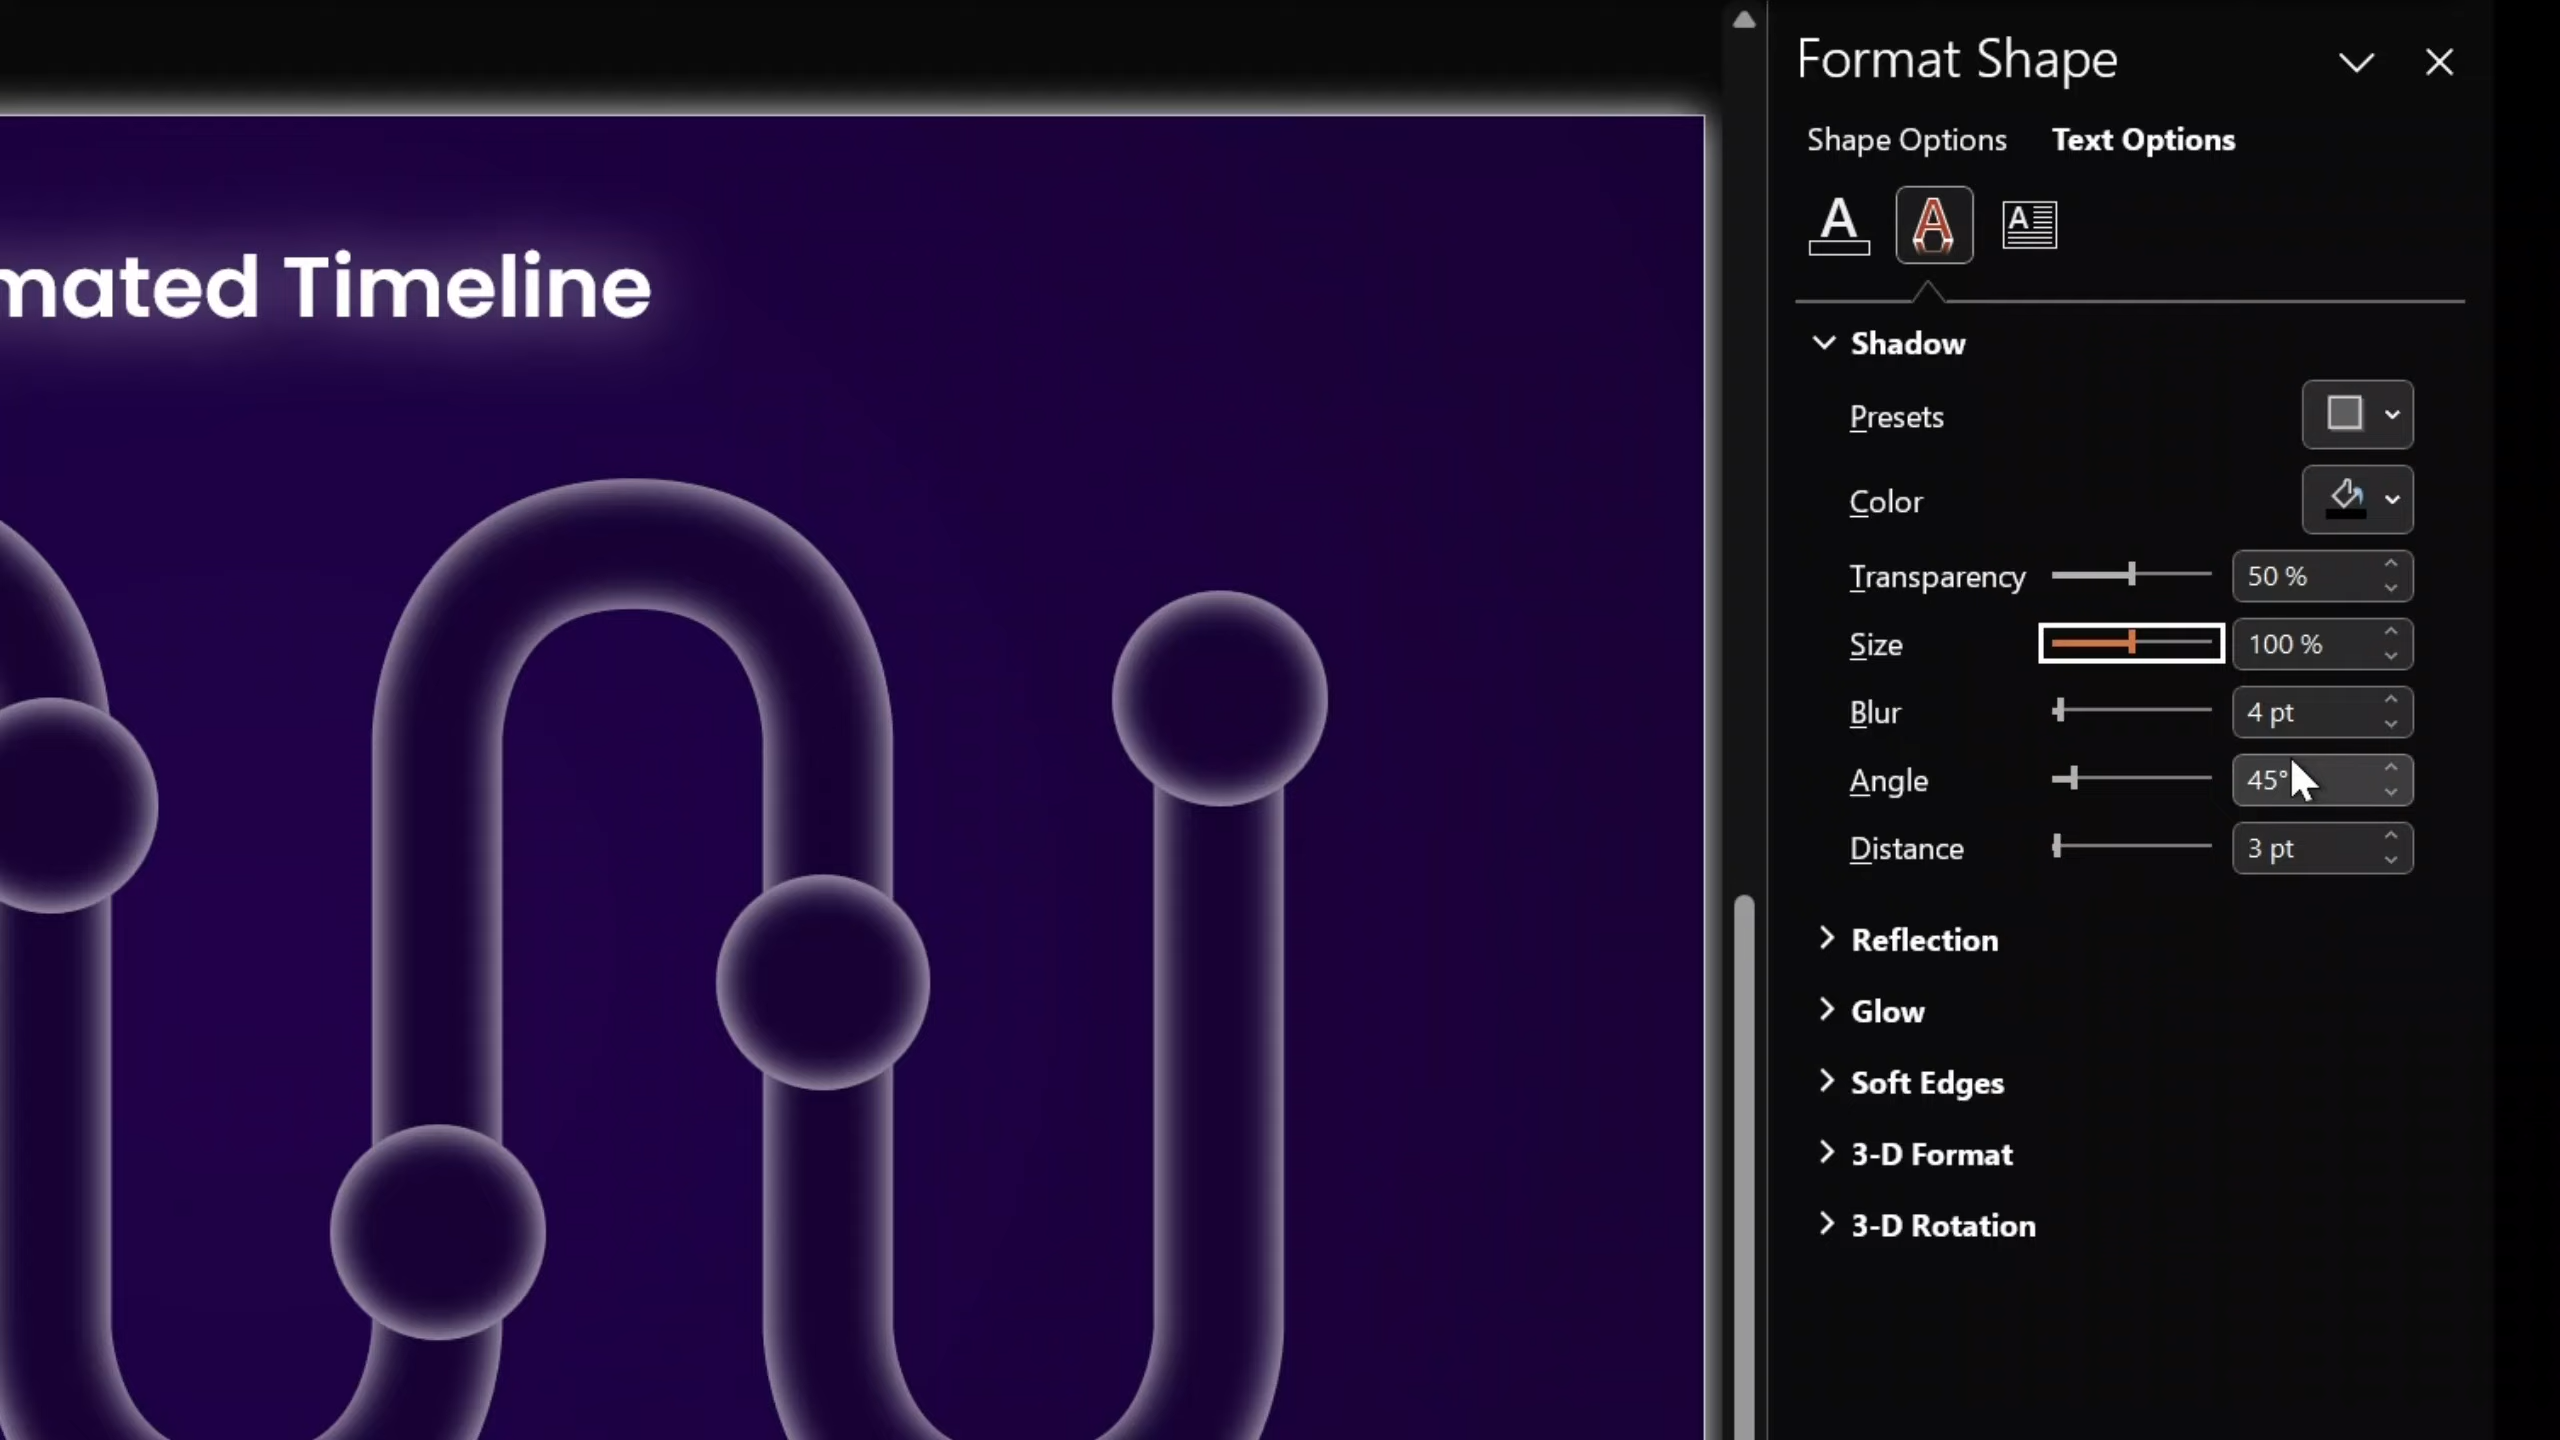 mated Timeline
Format Shape
Shape Options Text Options
A A A
Shadow
Presets
Color
Transparency 50 %
Size 100 %
Blur 4 pt
Angle 45°
Distance 3 pt
Reflection
Glow
Soft Edges
3-D Format
3-D Rotation